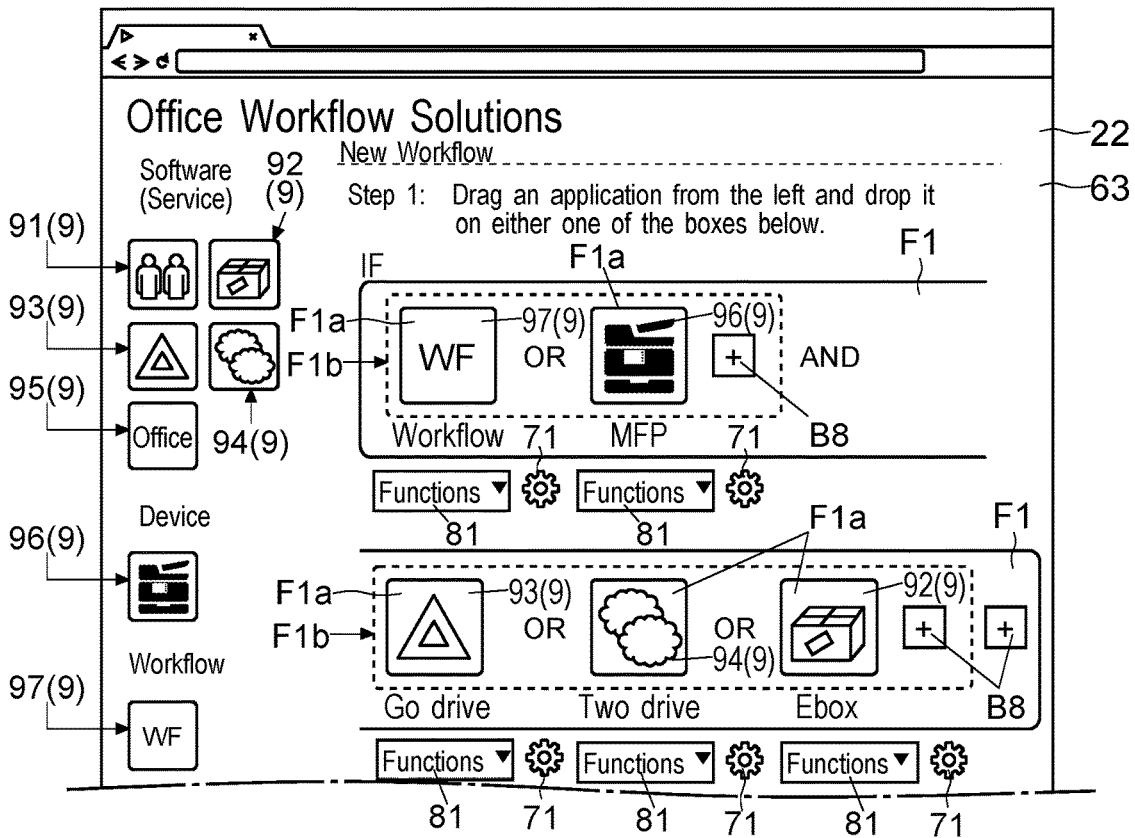 Office Workflow Solutions
22
New Workflow
63
Software
(Service)
92
(9)
Step 1: Drag an application from the left and drop it
on either one of the boxes below.
91(9)
F1a
F1
IF
93(9)
F1a
97(9)
96(9)
F1b
WF
OR
+
AND
95(9)
Office
94(9)
Workflow
71
MFP
71
B8
Functions
Functions
Device
81
81
F1a
F1
96(9)
F1a
93(9)
92(9)
F1b
OR
OR
+
+
94(9)
Workflow
97(9)
Go drive
Two drive
Ebox
B8
WF
Functions
Functions
Functions
81
71
81
71
81
71